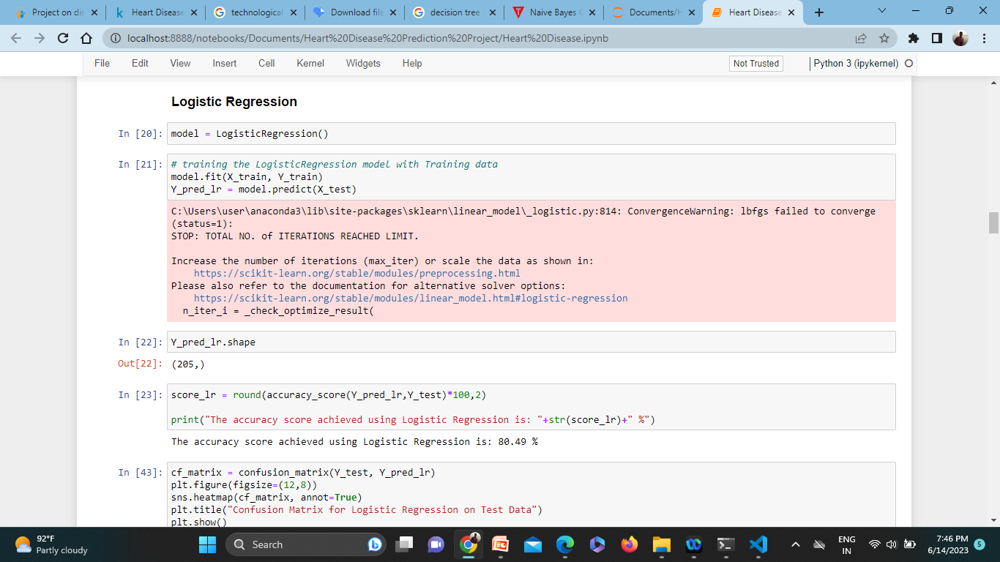 Project on dis
Heart Disease
technological
Download file
decision tree
Naive Bayes C
Documents/H
Heart Disease
localhost:8888/notebooks/Documents/Heart%20Disease%20Prediction%20Project/Heart%20Disease.ipynb
File Edit View Insert Cell Kernel Widgets Help Not Trusted Python 3 (ipykernel)
Logistic Regression
In [20]: model = LogisticRegression()
In [21]: # training the LogisticRegression model with Training data
model.fit(X_train, Y_train)
Y_pred_lr = model.predict(X_test)
C:\Users\user\anaconda3\lib\site-packages\sklearn\linear_model\_logistic.py:814: ConvergenceWarning: lbfgs failed to converge
(status=1):
STOP: TOTAL NO. of ITERATIONS REACHED LIMIT.
Increase the number of iterations (max_iter) or scale the data as shown in:
https://scikit-learn.org/stable/modules/preprocessing.html
Please also refer to the documentation for alternative solver options:
https://scikit-learn.org/stable/modules/linear_model.html#logistic-regression
n_iter_i = _check_optimize_result(
In [22]: Y_pred_lr.shape
Out[22]: (205,)
In [23]: score_lr = round(accuracy_score(Y_pred_lr,Y_test)*100,2)
print("The accuracy score achieved using Logistic Regression is: "+str(score_lr)+" %")
The accuracy score achieved using Logistic Regression is: 80.49 %
In [43]: cf_matrix = confusion_matrix(Y_test, Y_pred_lr)
plt.figure(figsize=(12,8))
sns.heatmap(cf_matrix, annot=True)
plt.title("Confusion Matrix for Logistic Regression on Test Data")
plt.show()
92°F
Partly cloudy
Search
ENG
IN
7:46 PM
6/14/2023
5